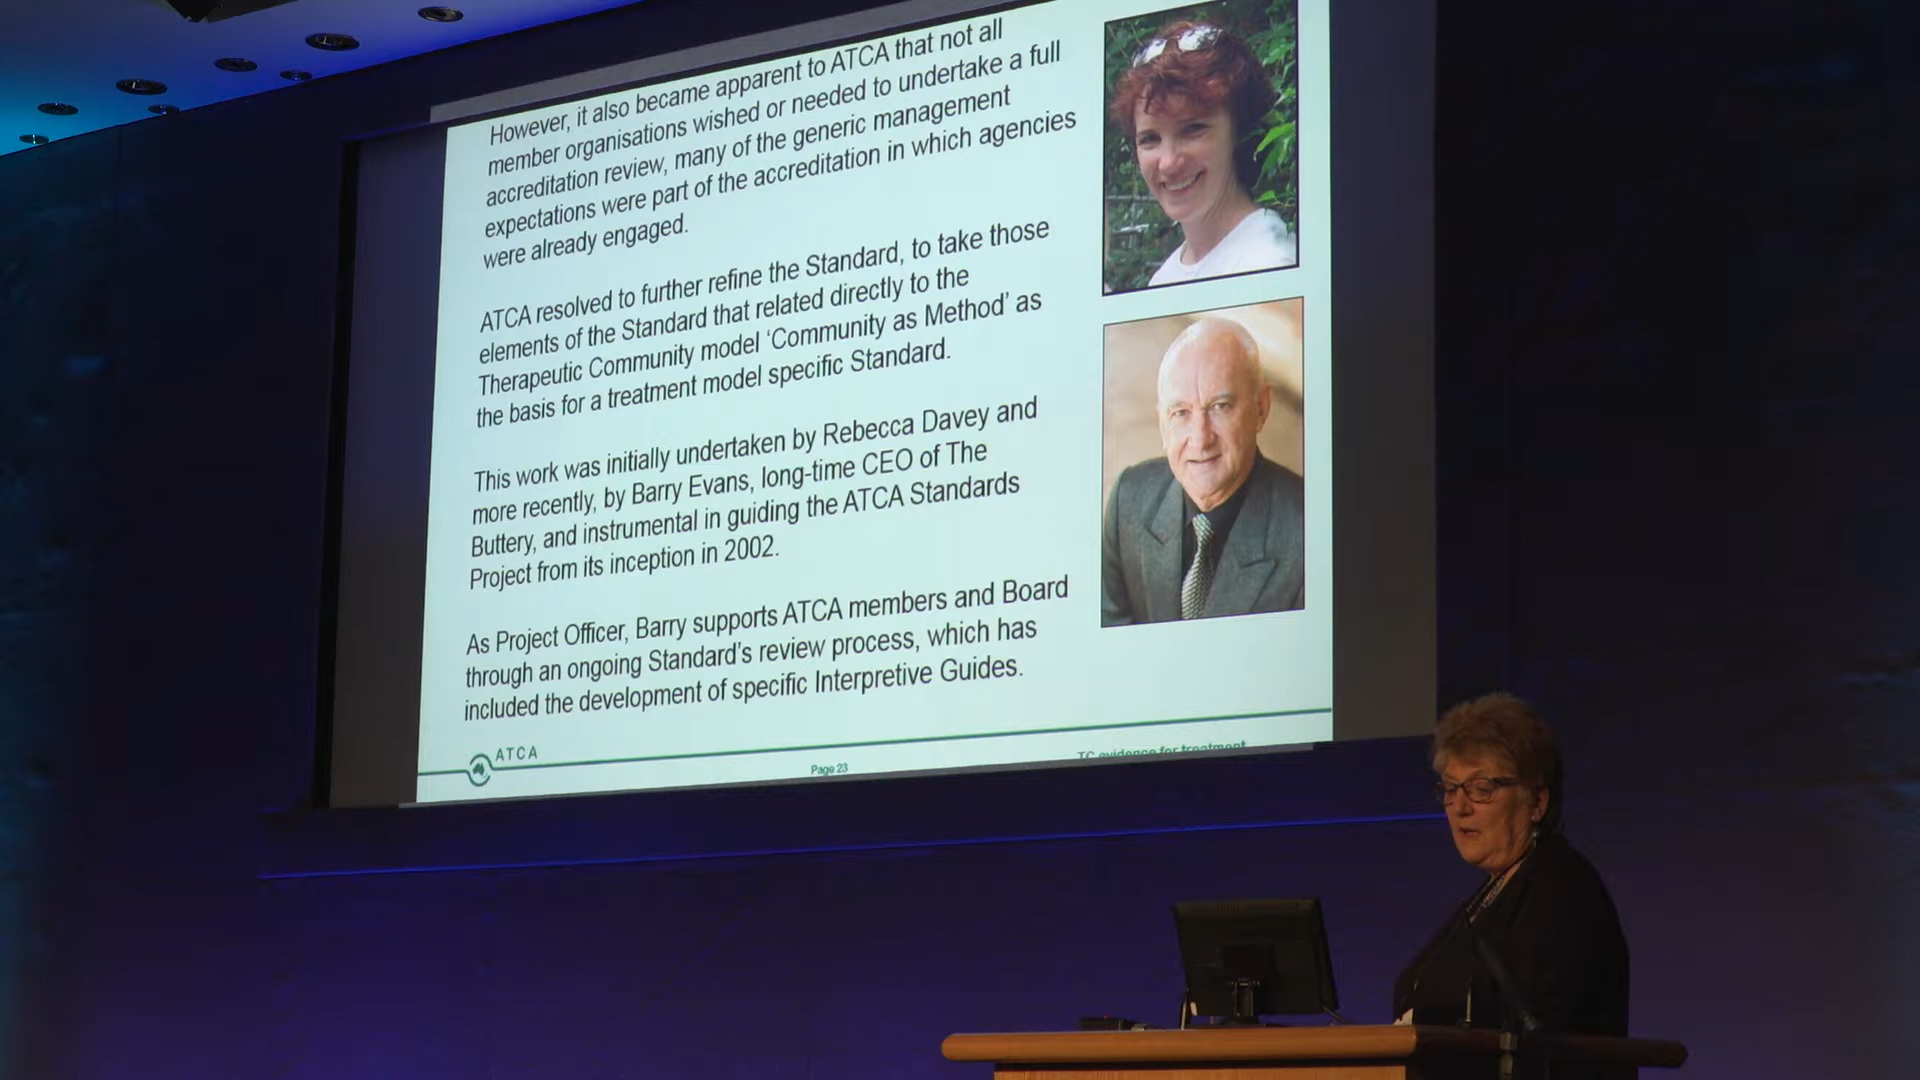 However, it also became apparent to ATCA that not all
member organisations wished or needed to undertake a full
accreditation review, many of the generic management
expectations were part of the accreditation in which agencies
were already engaged.
ATCA resolved to further refine the Standard, to take those
elements of the Standard that related directly to the
Therapeutic Community model ‘Community as Method’ as
the basis for a treatment model specific Standard.
This work was initially undertaken by Rebecca Davey and
more recently, by Barry Evans, long-time CEO of The
Buttery, and instrumental in guiding the ATCA Standards
Project from its inception in 2002.
As Project Officer, Barry supports ATCA members and Board
through an ongoing Standard’s review process, which has
included the development of specific Interpretive Guides.
ATCA
Page 23
TC evidence for treatment